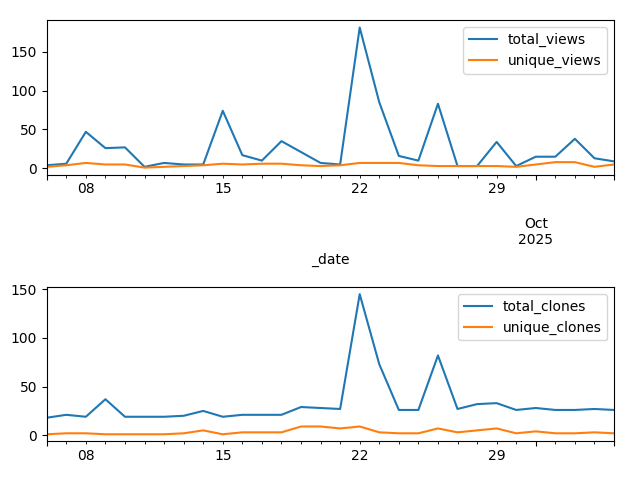 150
100
50
0
total_views
unique_views
08
15
22
29
Oct
2025
_date
150
100
50
0
total_clones
unique_clones
08
15
22
29